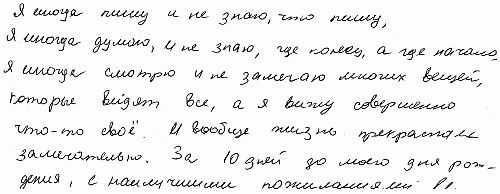 Я иногда пишу и не знаю, что пишу,
Я иногда думаю, и не знаю, где конец, а где начало.
Я иногда смотрю и не замечаю многих вещей,
которые видят все, а я вижу совершенно
что-то своё. И вообще жизнь прекрасна и
замечательна. За 10 дней до моего дня рож-
дения, с наилучшими пожеланиями